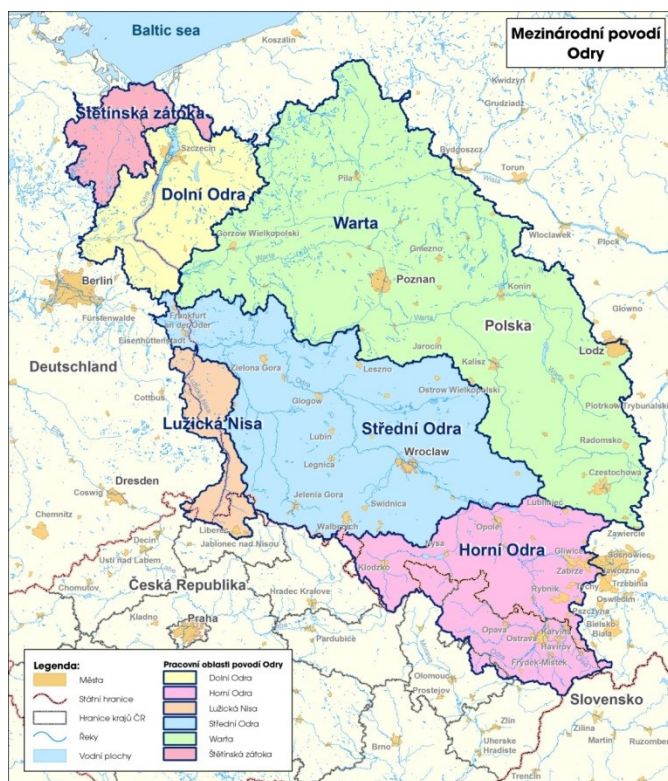 Baltic sea
Koszalin
Mezinárodní povodí
Odry
Štětínská zátoka
Szczecin
Kwidzyn
Grudziadz
Bydgoszcz
Torun
Pila
Dolní Odra
Warta
Gorzow Wielkopolski
Wloclawek
Plock
Berlin
Gniezno
Poznan
Konin
Fürstenwalde
Frankfurt
an der Oder
Eisenhüttenstadt
Warta
Polska
Glowno
Lodz
Deutschland
Zielona Gora
Leszno
Jarocin
Kalisz
Cottbus
Glogow
Ostrow Wielkopolski
Piotrkow Trybunalski
Lužická Nisa
Lubin
Střední Odra
Radomsko
Legnica
Wroclaw
Czestochowa
Dresden
Coswig
Jelenia Gora
Swidnica
Lubliniec
Chemnitz
Liberec
Walbrzych
Opole
Zawiercie
Decin
Jablonec nad Nisou
Nysa
Horní Odra
Gliwice
Sosnowiec
Usti nad Labem
Klodzko
Zabrze
Jaworzno
Chomutov
Česká Republika
Hradec Kralove
Rybnik
Tychy
Trzebinia
Oswiecim
Kladno
Praha
Pardubice
Opava
Ostrava
Karvina
Havirov
Pszczyna
Bielsko
Biala
Frydek-Mistek
Olomouc
Prostejov
Slovensko
Zlin
Uherske
Hradiste
Zilina
Martin
Ruzomber
Brno
Trencin
Legenda:
Města
Státní hranice
Hranice krajů ČR
Řeky
Vodní plochy
Pracovní oblasti povodí Odry
Dolní Odra
Horní Odra
Lužická Nisa
Střední Odra
Warta
Štětínská zátoka